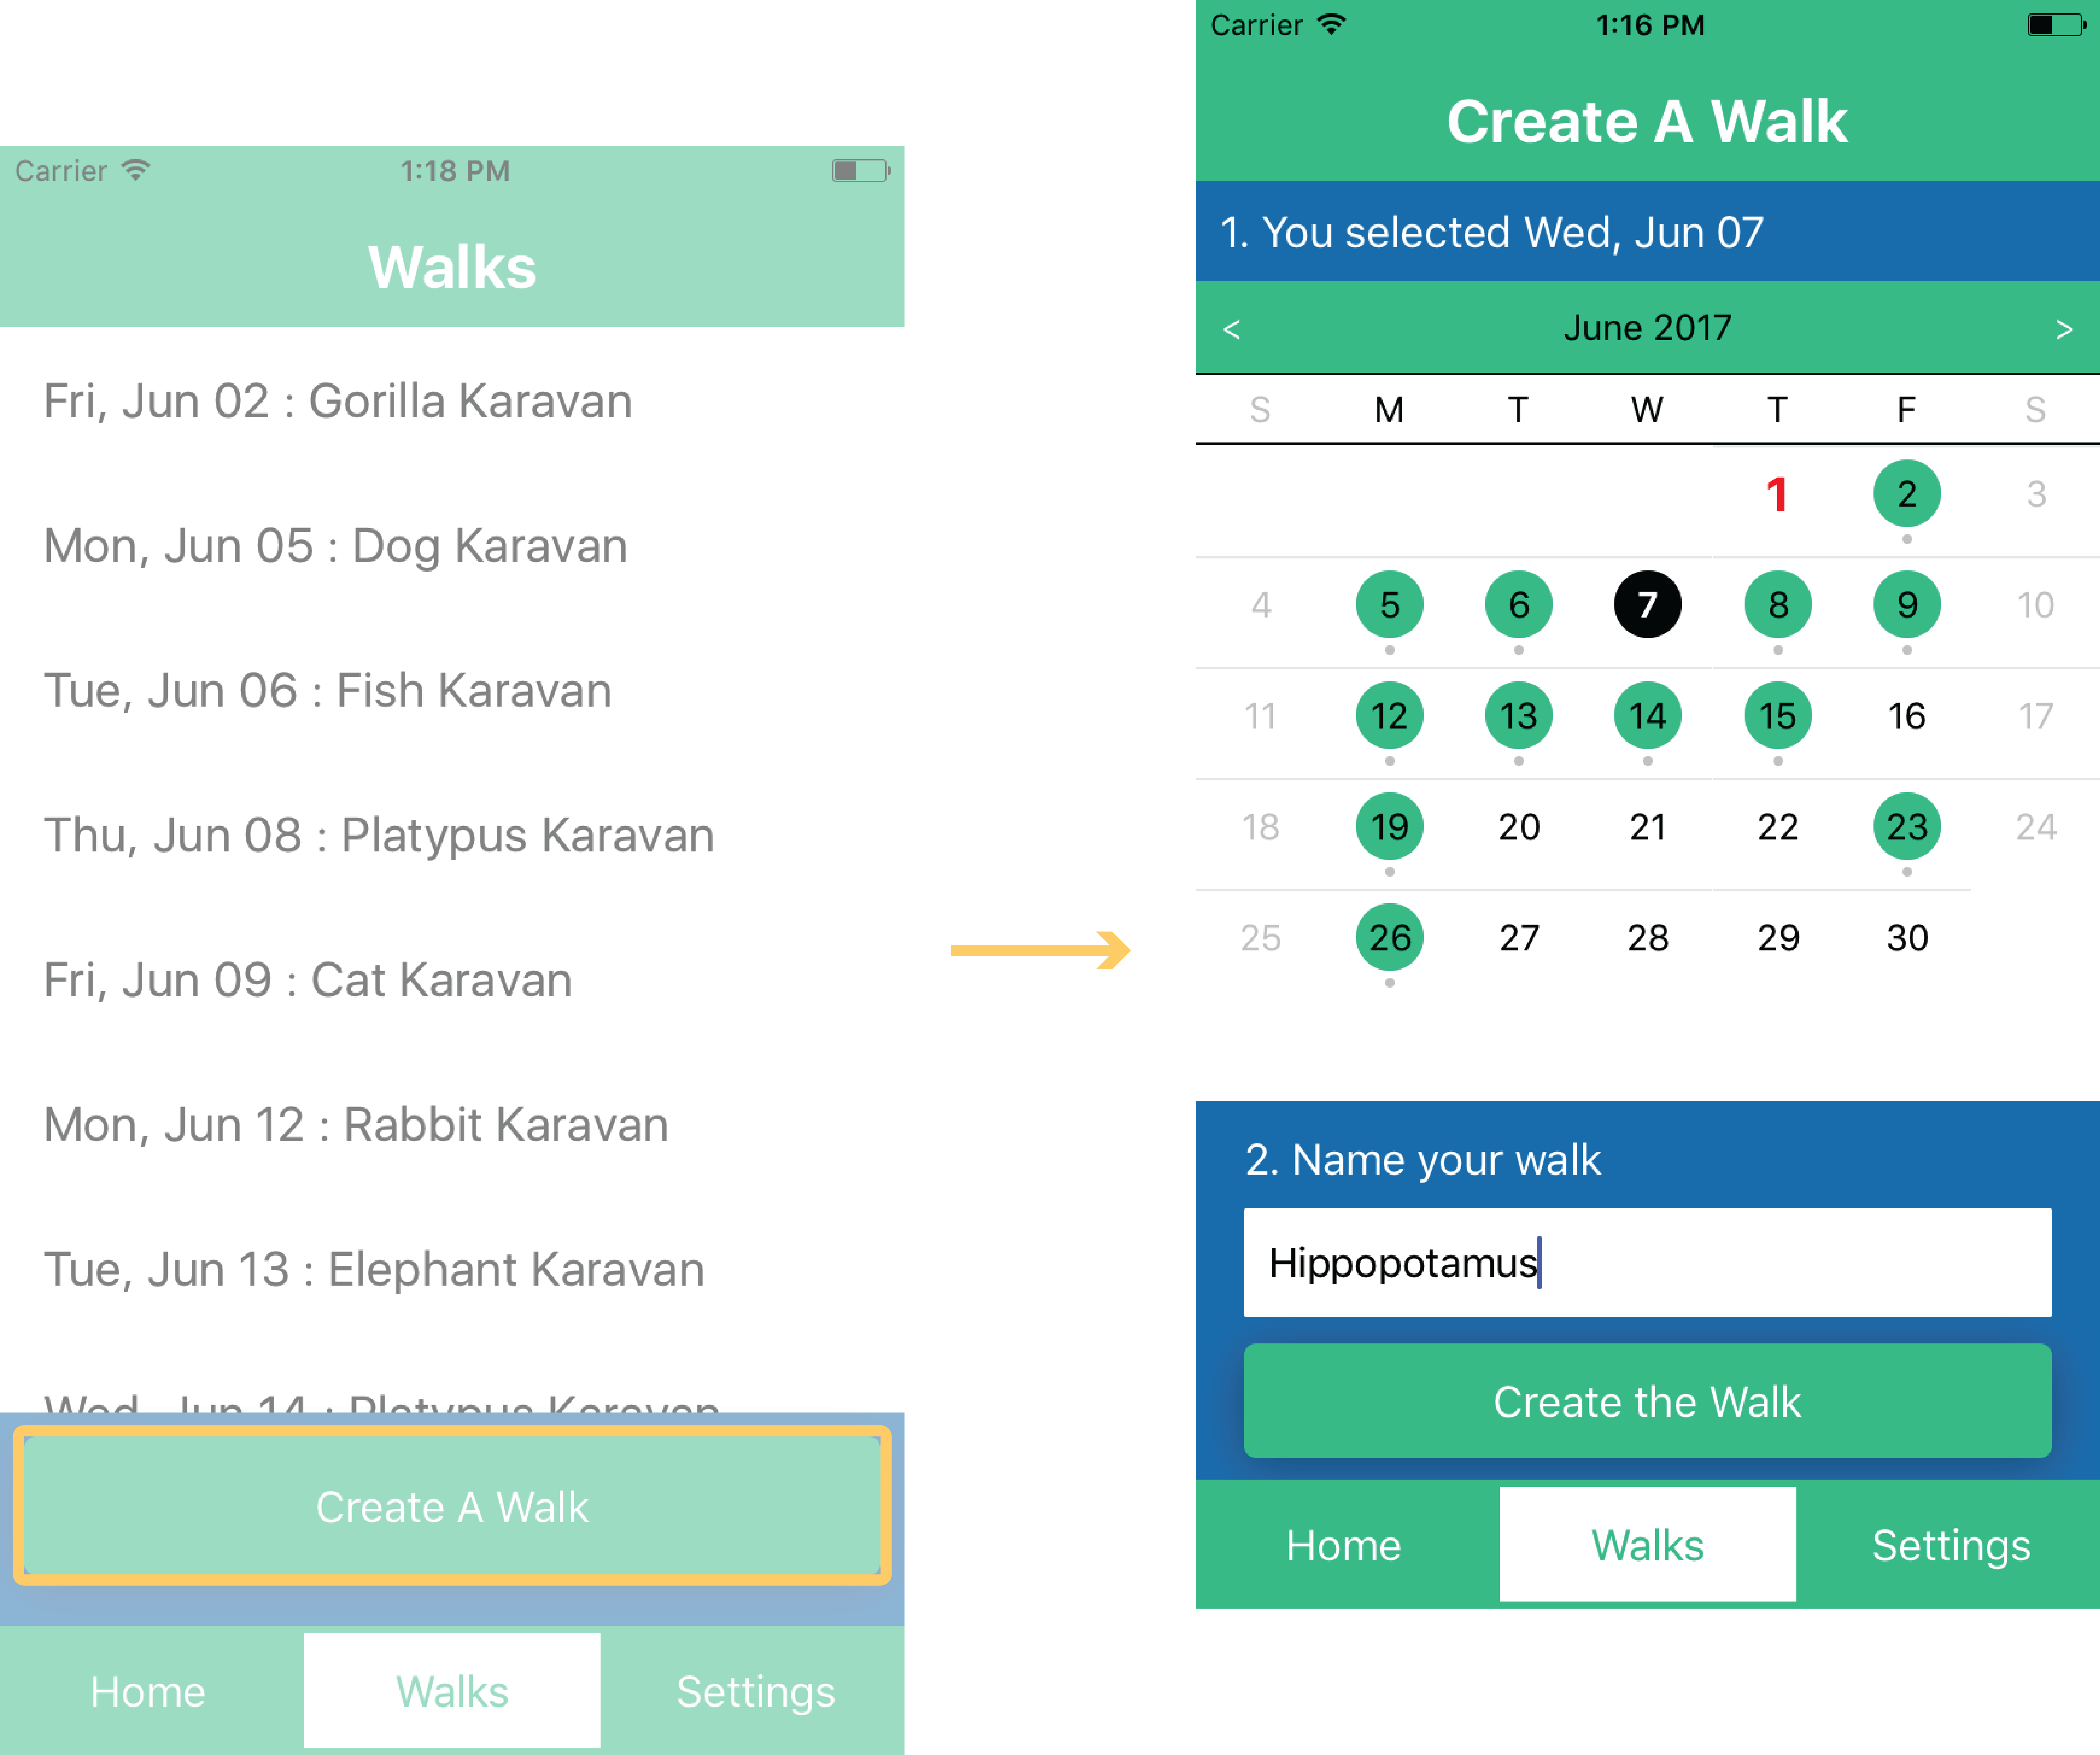 Carrier 1:18 PM
Walks
Fri, Jun 02 : Gorilla Karavan
Mon, Jun 05 : Dog Karavan
Tue, Jun 06 : Fish Karavan
Thu, Jun 08 : Platypus Karavan
Fri, Jun 09 : Cat Karavan
Mon, Jun 12 : Rabbit Karavan
Tue, Jun 13 : Elephant Karavan
Wed, Jun 14 : Platypus Karavan
Create A Walk
Home Walks Settings
Carrier 1:16 PM
Create A Walk
1. You selected Wed, Jun 07
< June 2017 >
S M T W T F S
1 2 3
4 5 6 7 8 9 10
11 12 13 14 15 16 17
18 19 20 21 22 23 24
25 26 27 28 29 30
2. Name your walk
Hippopotamus
Create the Walk
Home Walks Settings